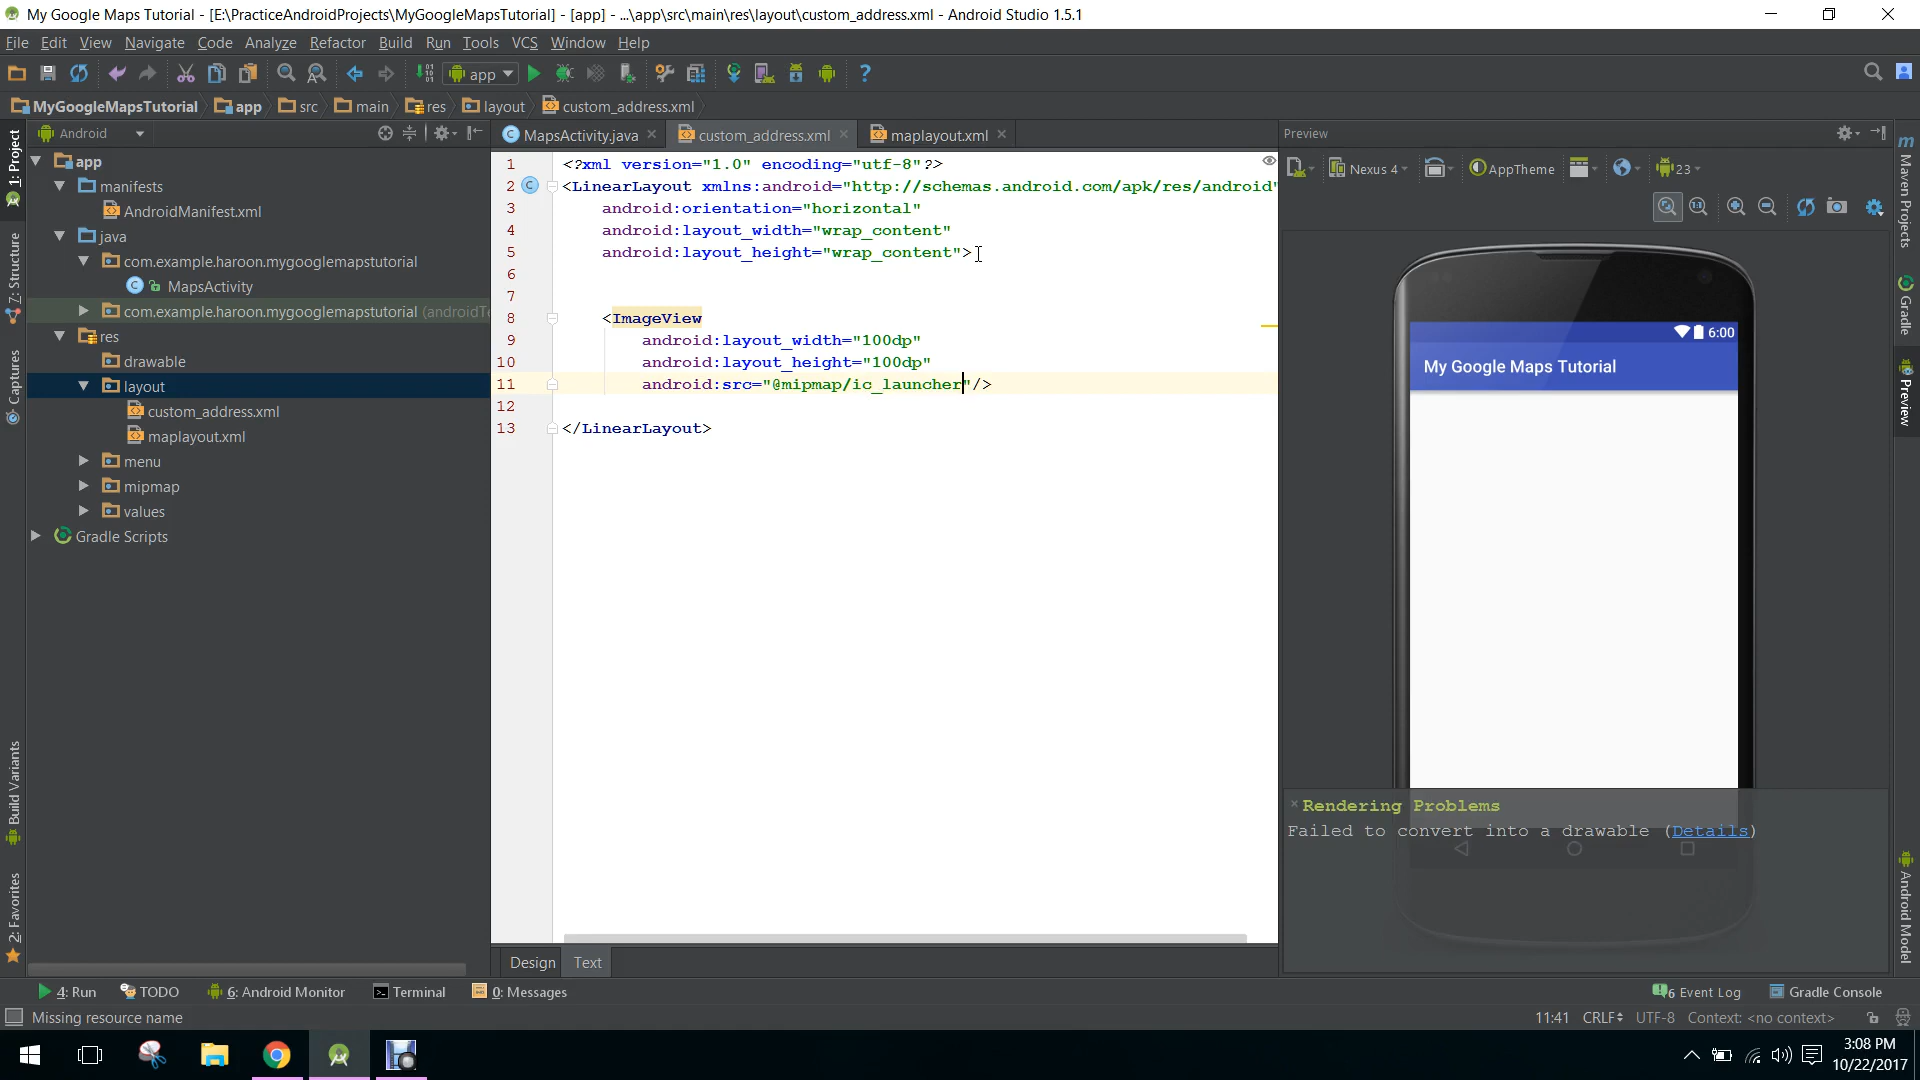 My Google Maps Tutorial - [E:\PracticeAndroidProjects\MyGoogleMapsTutorial] - [app] - ...\app\src\main\res\layout\custom_address.xml - Android Studio 1.5.1
File Edit View Navigate Code Analyze Refactor Build Run Tools VCS Window Help
app
MyGoogleMapsTutorial app src main res layout custom_address.xml
Android
MapsActivity.java custom_address.xml maplayout.xml
Preview
Nexus 4 AppTheme 23
1: Project
7: Structure
Captures
Build Variants
2: Favorites
app
manifests
AndroidManifest.xml
java
com.example.haroon.mygooglemapstutorial
MapsActivity
com.example.haroon.mygooglemapstutorial (androidTe
res
drawable
layout
custom_address.xml
maplayout.xml
menu
mipmap
values
Gradle Scripts
1 <?xml version="1.0" encoding="utf-8"?>
2 <LinearLayout xmlns:android="http://schemas.android.com/apk/res/android"
3 android:orientation="horizontal"
4 android:layout_width="wrap_content"
5 android:layout_height="wrap_content">
6
7
8 <ImageView
9 android:layout_width="100dp"
10 android:layout_height="100dp"
11 android:src="@mipmap/ic_launcher"/>
12
13 </LinearLayout>
Design Text
6:00
My Google Maps Tutorial
Rendering Problems
Failed to convert into a drawable (Details)
Maven Projects
Gradle
Preview
Android Model
4: Run TODO 6: Android Monitor Terminal 0: Messages
6 Event Log Gradle Console
Missing resource name
11:41 CRLF UTF-8 Context: <no context>
3:08 PM
10/22/2017